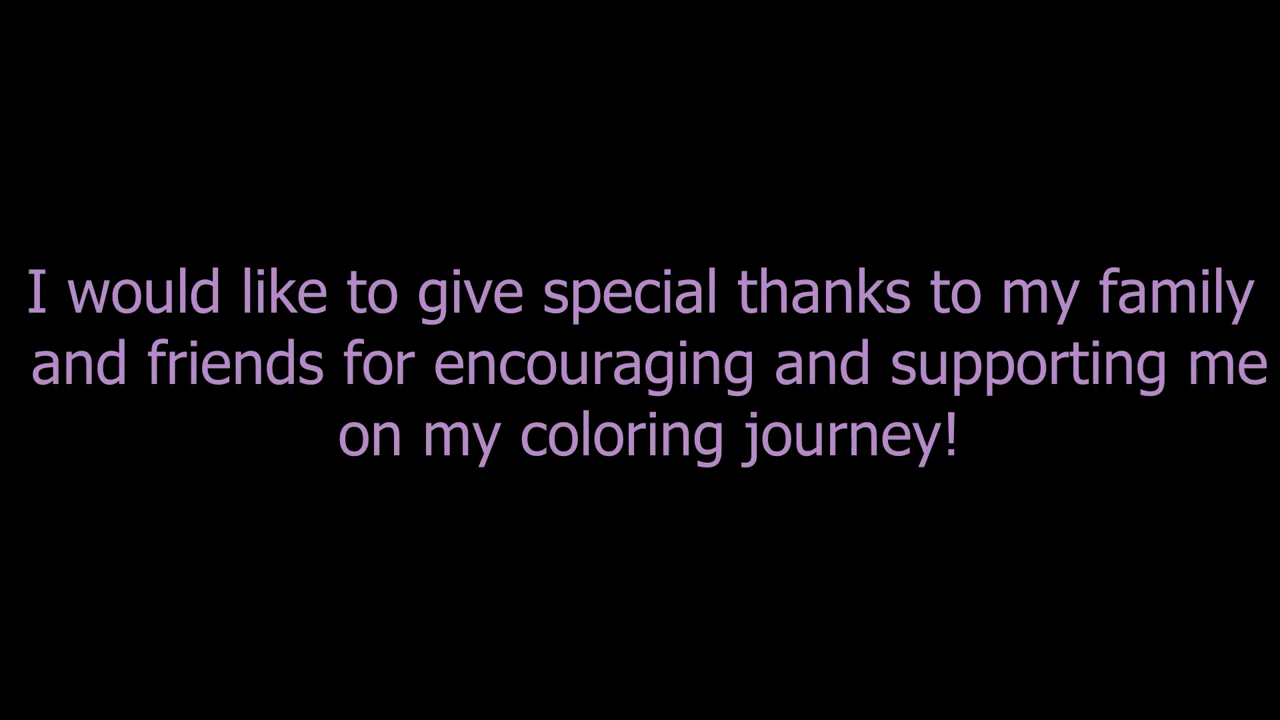 I would like to give special thanks to my family
and friends for encouraging and supporting me
on my coloring journey!